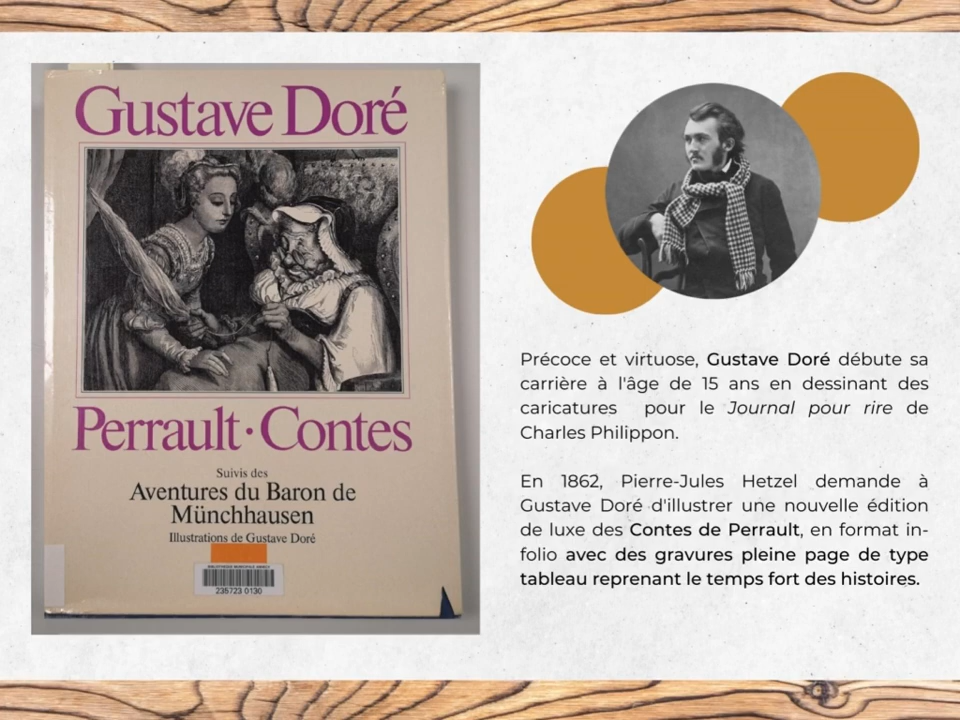 Gustave Doré
Perrault · Contes
Suivis des
Aventures du Baron de
Münchhausen
Illustrations de Gustave Doré
235723 0130
Précoce et virtuose, Gustave Doré débute sa
carrière à l'âge de 15 ans en dessinant des
caricatures pour le Journal pour rire de
Charles Philippon.
En 1862, Pierre-Jules Hetzel demande à
Gustave Doré d'illustrer une nouvelle édition
de luxe des Contes de Perrault, en format in-
folio avec des gravures pleine page de type
tableau reprenant le temps fort des histoires.